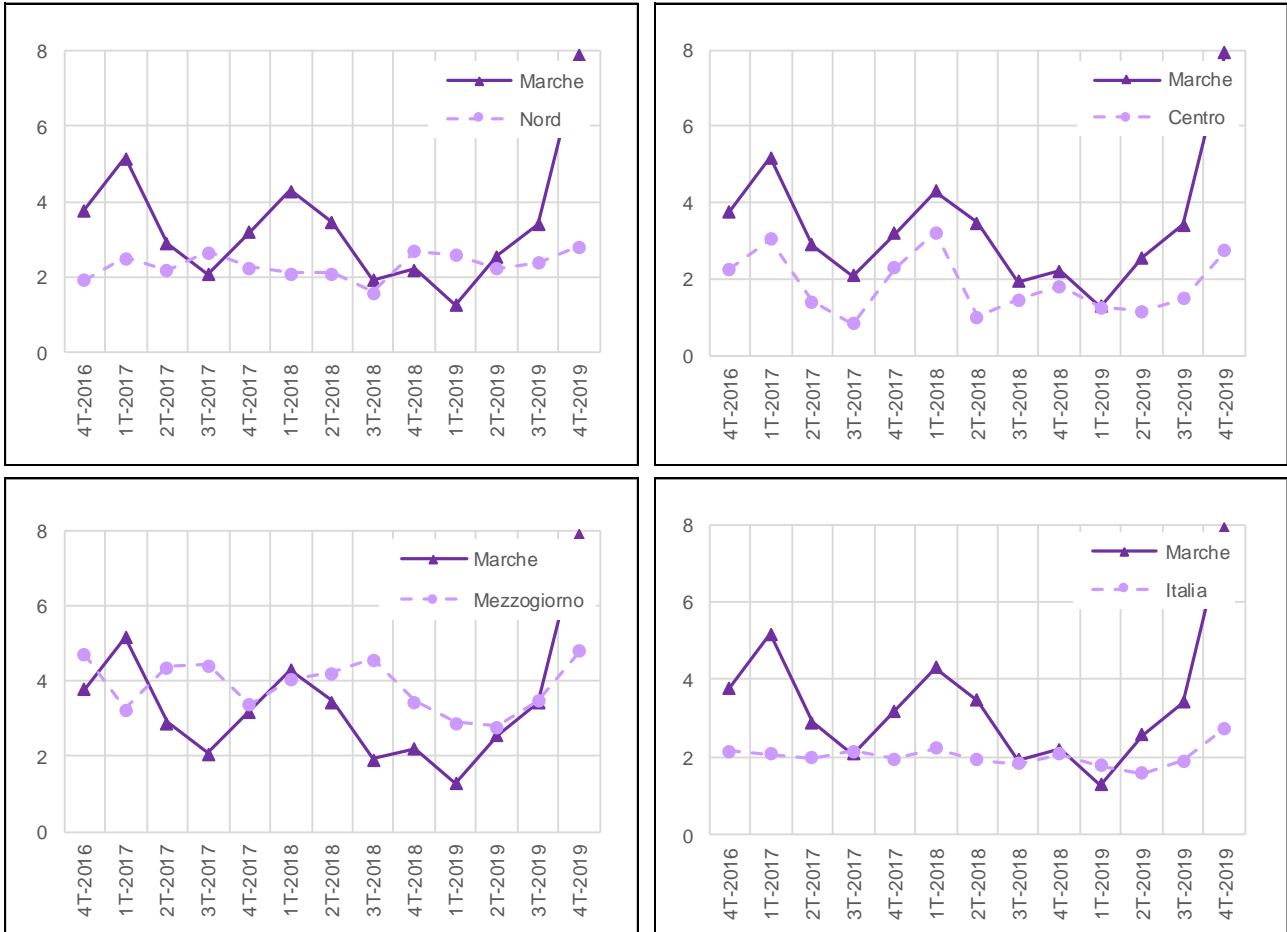 8
6
4
2
0
Marche
Nord
4T-2016
1T-2017
2T-2017
3T-2017
4T-2017
1T-2018
2T-2018
3T-2018
4T-2018
1T-2019
2T-2019
3T-2019
4T-2019
8
6
4
2
0
Marche
Centro
4T-2016
1T-2017
2T-2017
3T-2017
4T-2017
1T-2018
2T-2018
3T-2018
4T-2018
1T-2019
2T-2019
3T-2019
4T-2019
8
6
4
2
0
Marche
Mezzogiorno
4T-2016
1T-2017
2T-2017
3T-2017
4T-2017
1T-2018
2T-2018
3T-2018
4T-2018
1T-2019
2T-2019
3T-2019
4T-2019
8
6
4
2
0
Marche
Italia
4T-2016
1T-2017
2T-2017
3T-2017
4T-2017
1T-2018
2T-2018
3T-2018
4T-2018
1T-2019
2T-2019
3T-2019
4T-2019